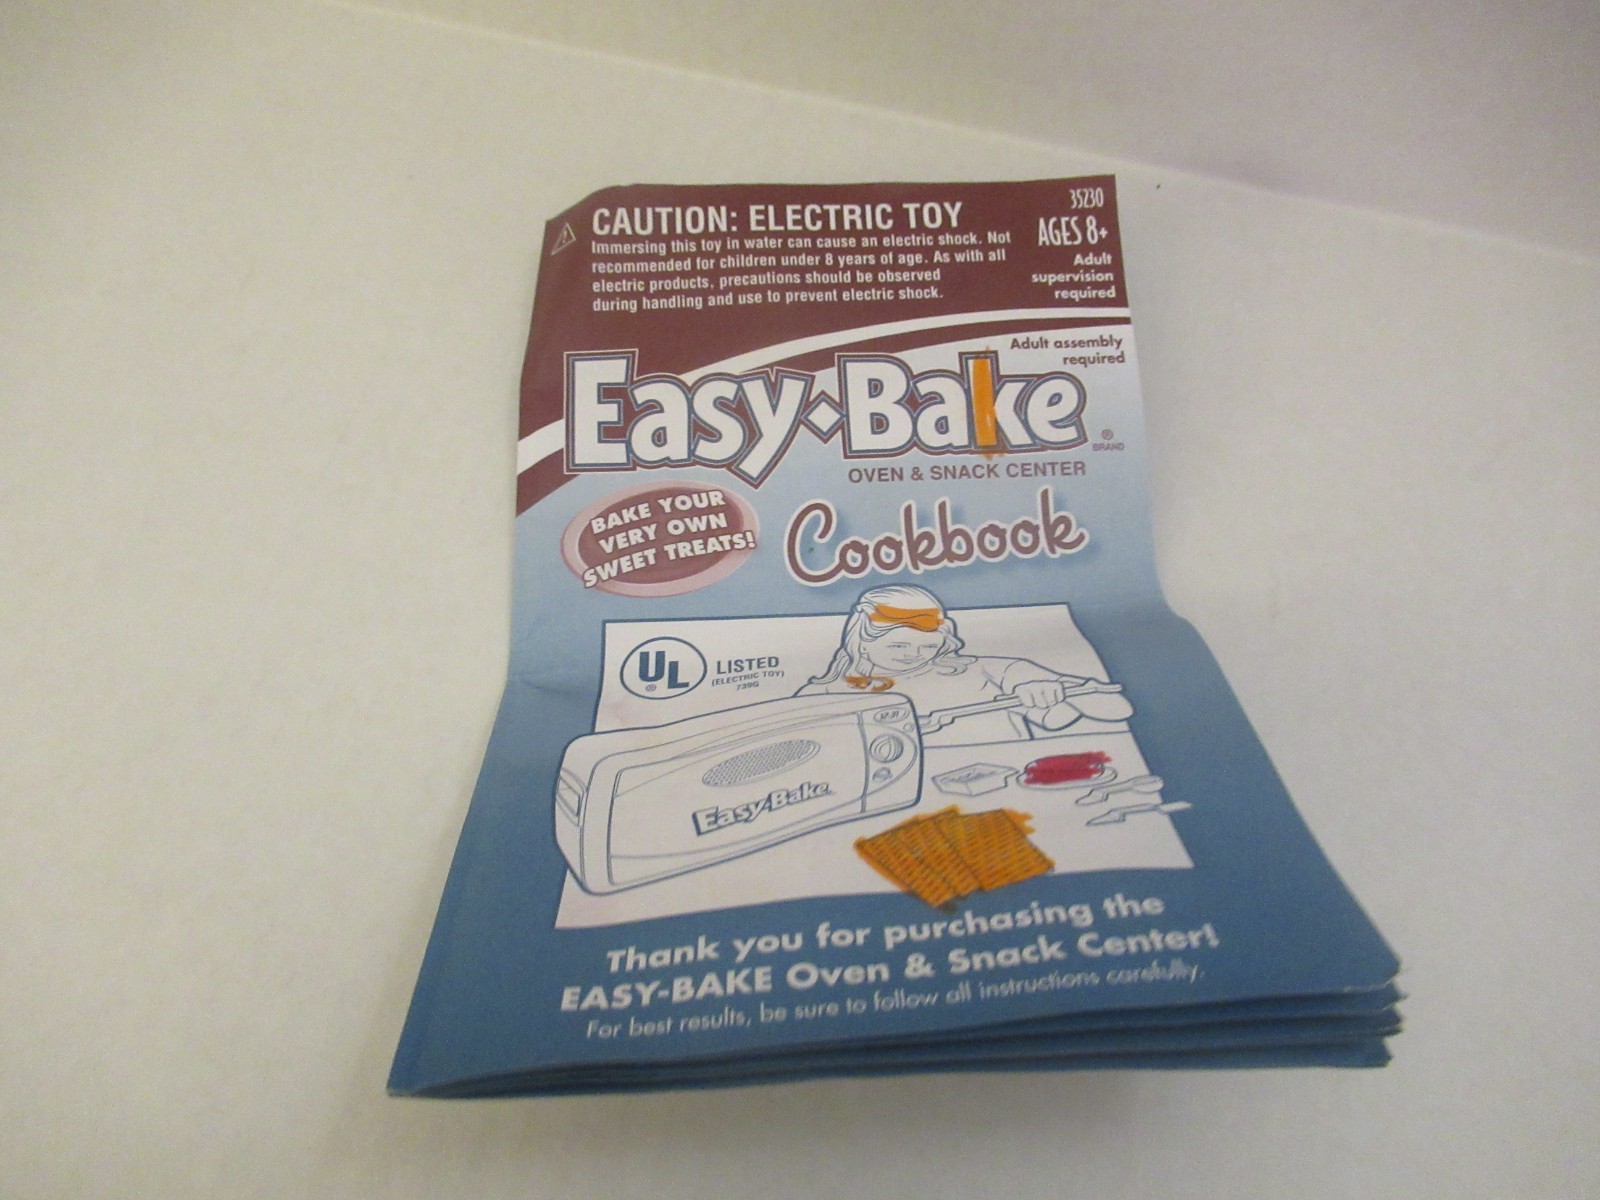 CAUTION: ELECTRIC TOY
Immersing this toy in water can cause an electric shock. Not
recommended for children under 8 years of age. As with all
electric products, precautions should be observed
during handling and use to prevent electric shock.
35230
AGES 8+
Adult
supervision
required
Adult assembly
required
Easy-Bake
® BRAND
OVEN & SNACK CENTER
BAKE YOUR
VERY OWN
SWEET TREATS!
Cookbook
UL ®
LISTED
(ELECTRIC TOY)
739G
Easy-Bake
Thank you for purchasing the
EASY-BAKE Oven & Snack Center!
For best results, be sure to follow all instructions carefully.